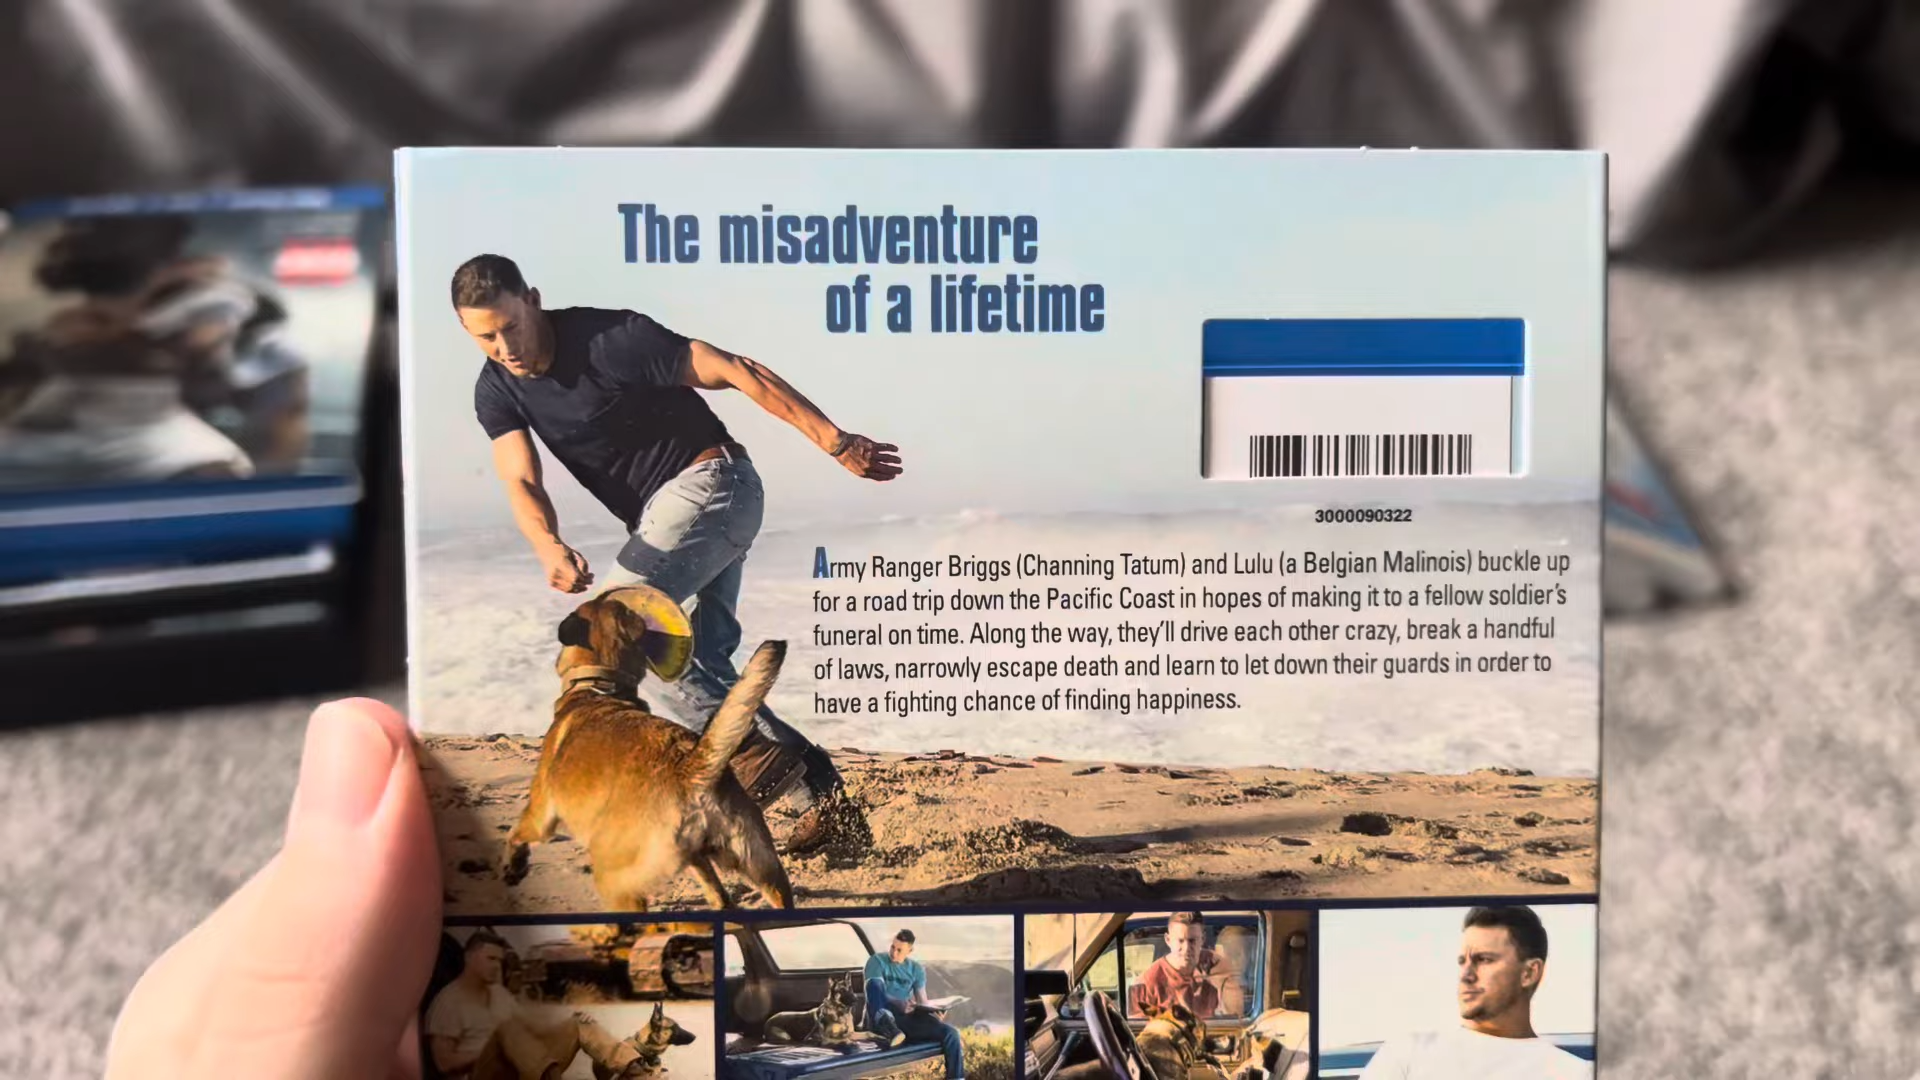 The misadventure
of a lifetime
3000090322
Army Ranger Briggs (Channing Tatum) and Lulu (a Belgian Malinois) buckle up
for a road trip down the Pacific Coast in hopes of making it to a fellow soldier's
funeral on time. Along the way, they'll drive each other crazy, break a handful
of laws, narrowly escape death and learn to let down their guards in order to
have a fighting chance of finding happiness.